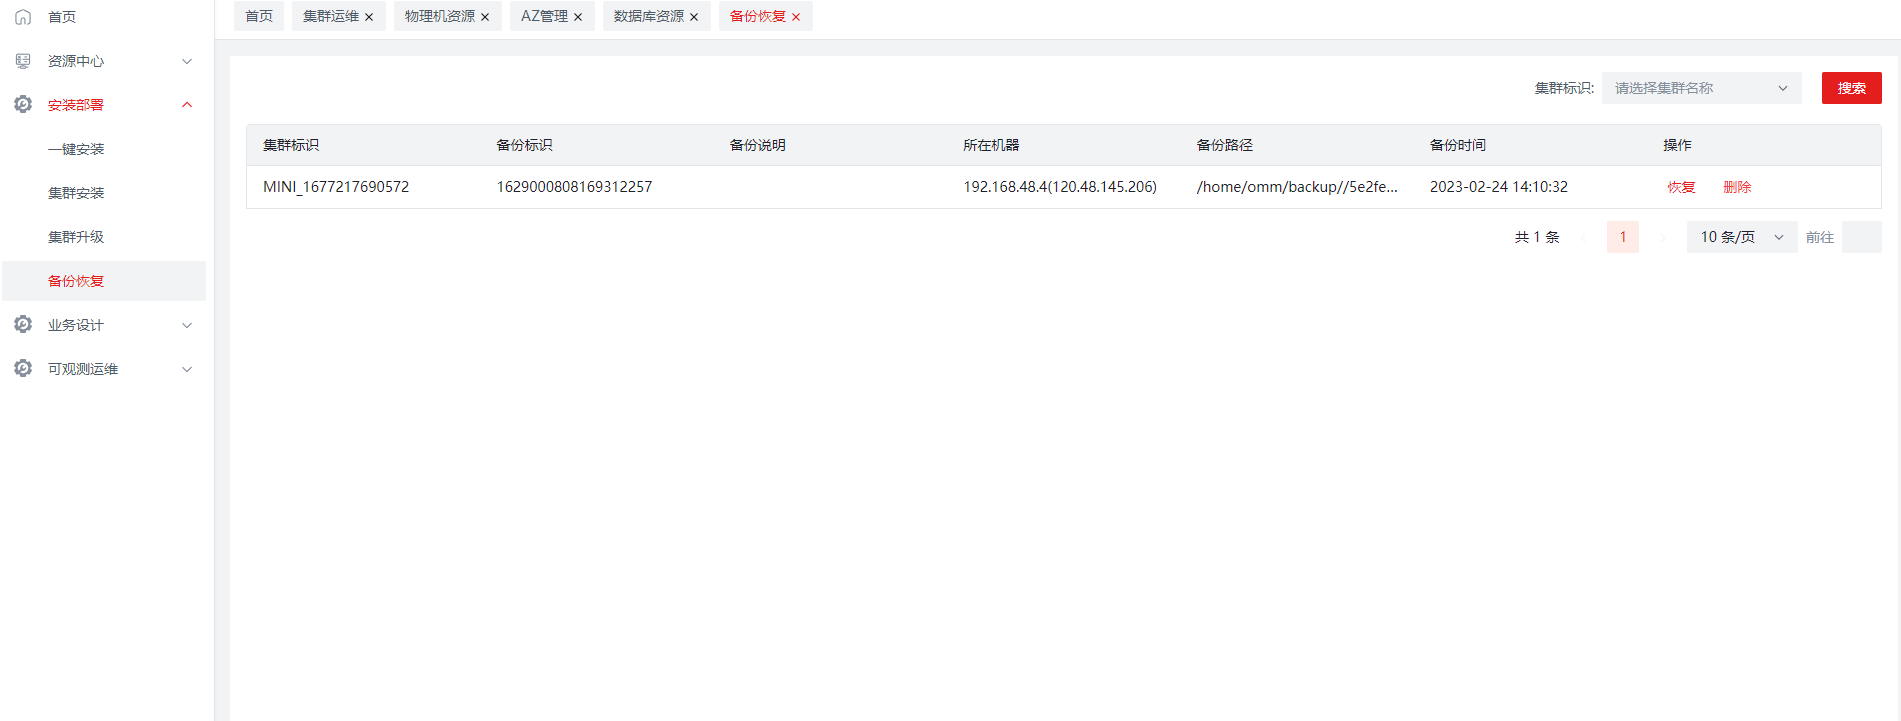 首页
资源中心
安装部署
一键安装
集群安装
集群升级
备份恢复
业务设计
可观测运维
首页 集群运维 × 物理机资源 × AZ管理 × 数据库资源 × 备份恢复 ×
集群标识: 请选择集群名称 搜索
集群标识 备份标识 备份说明 所在机器 备份路径 备份时间 操作
MINI_1677217690572 1629000808169312257 192.168.48.4(120.48.145.206) /home/omm/backup//5e2fe... 2023-02-24 14:10:32 恢复 删除
共 1 条 1 10 条/页 前往